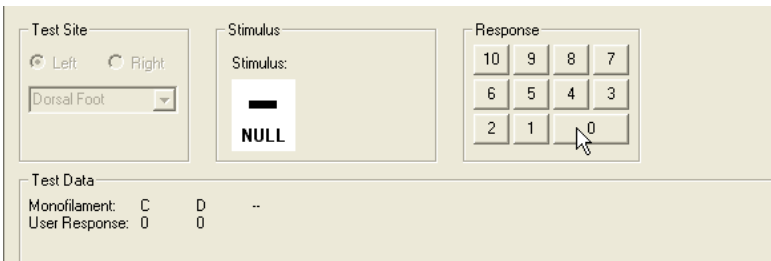 Test Site
Left Right
Dorsal Foot
Stimulus
Stimulus:
NULL
Response
10 9 8 7
6 5 4 3
2 1 0
Test Data
Monofilament: C D --
User Response: 0 0